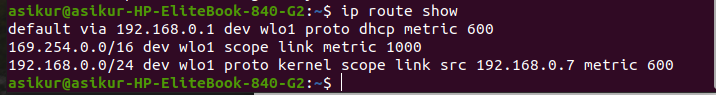 asikur@asikur-HP-EliteBook-840-G2:~$ ip route show
default via 192.168.0.1 dev wlo1 proto dhcp metric 600
169.254.0.0/16 dev wlo1 scope link metric 1000
192.168.0.0/24 dev wlo1 proto kernel scope link src 192.168.0.7 metric 600
asikur@asikur-HP-EliteBook-840-G2:~$